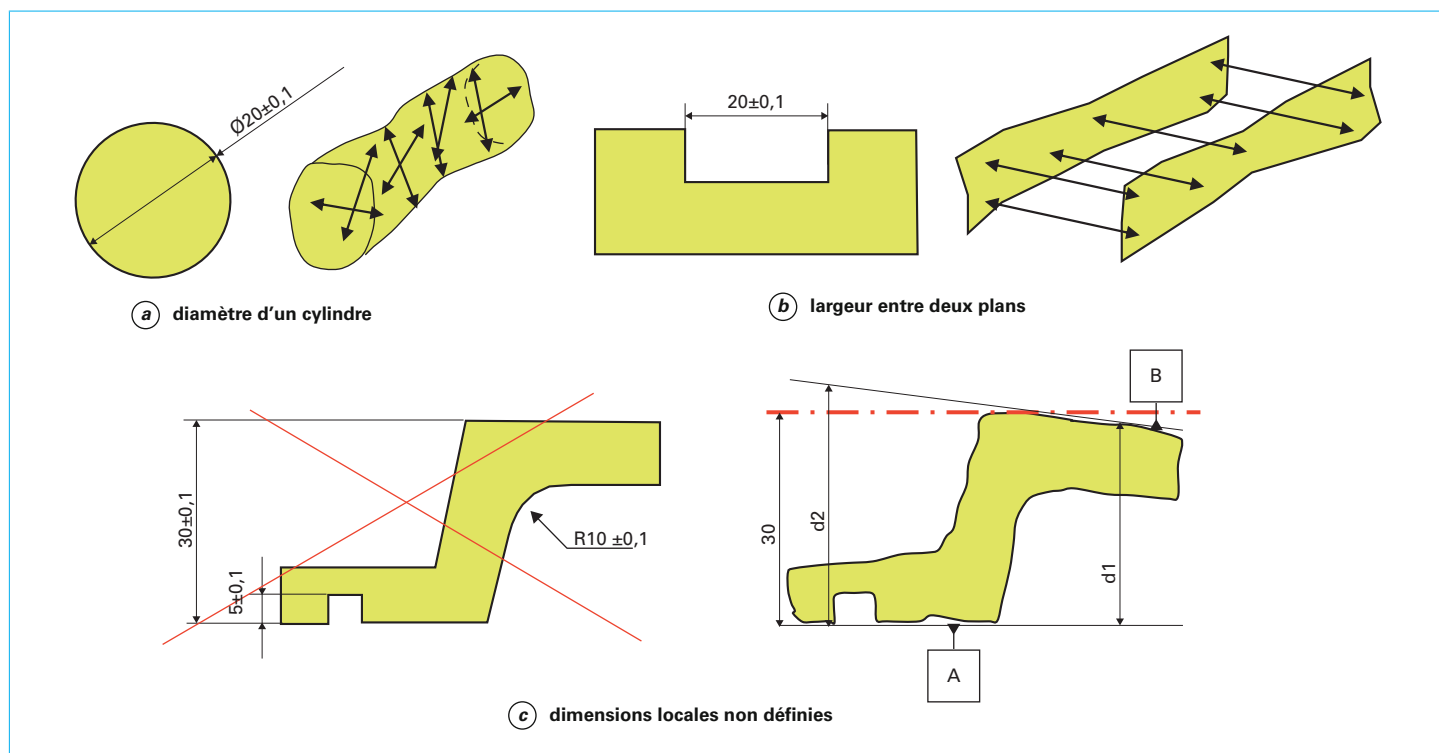 Ø20±0,1
20±0,1
a diamètre d'un cylindre
b largeur entre deux plans
30±0,1
5±0,1
R10 ±0,1
B
30
d2
d1
A
c dimensions locales non définies